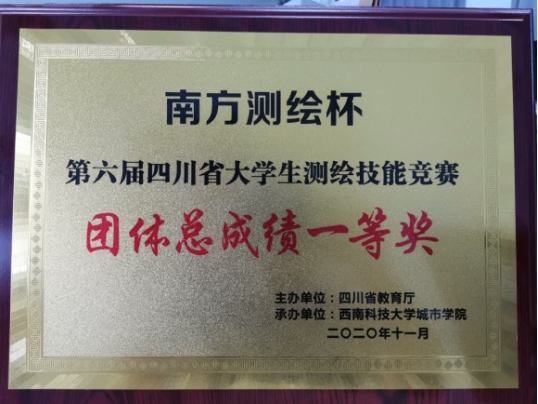 南方测绘杯
第六届四川省大学生测绘技能竞赛
团体总成绩一等奖
主办单位：四川省教育厅
承办单位：西南科技大学城市学院
二〇二〇年十一月